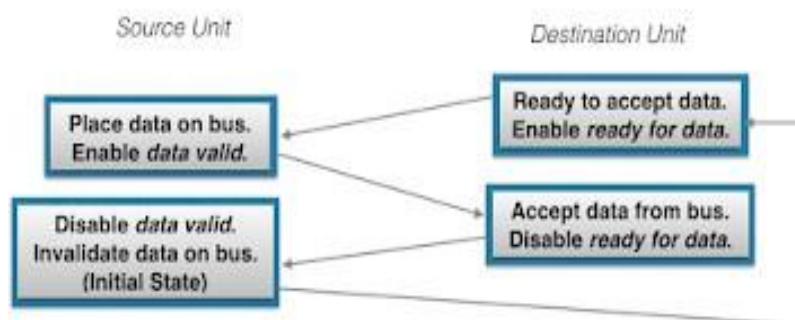 Source Unit
Destination Unit
Ready to accept data.
Enable ready for data.
Place data on bus.
Enable data valid.
Accept data from bus.
Disable ready for data.
Disable data valid.
Invalidate data on bus.
(Initial State)